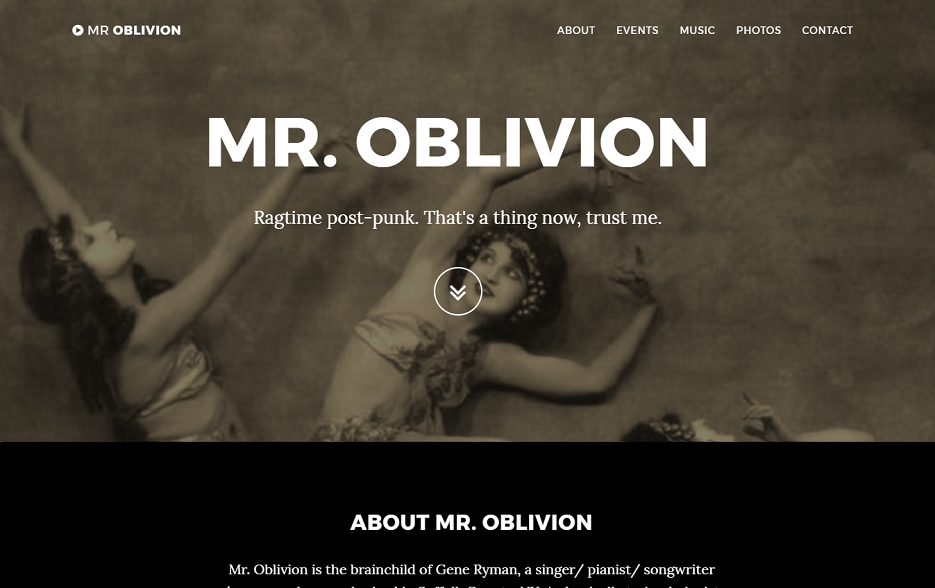 MR OBLIVION
ABOUT EVENTS MUSIC PHOTOS CONTACT
MR. OBLIVION
Ragtime post-punk. That's a thing now, trust me.
ABOUT MR. OBLIVION
Mr. Oblivion is the brainchild of Gene Ryman, a singer/ pianist/ songwriter